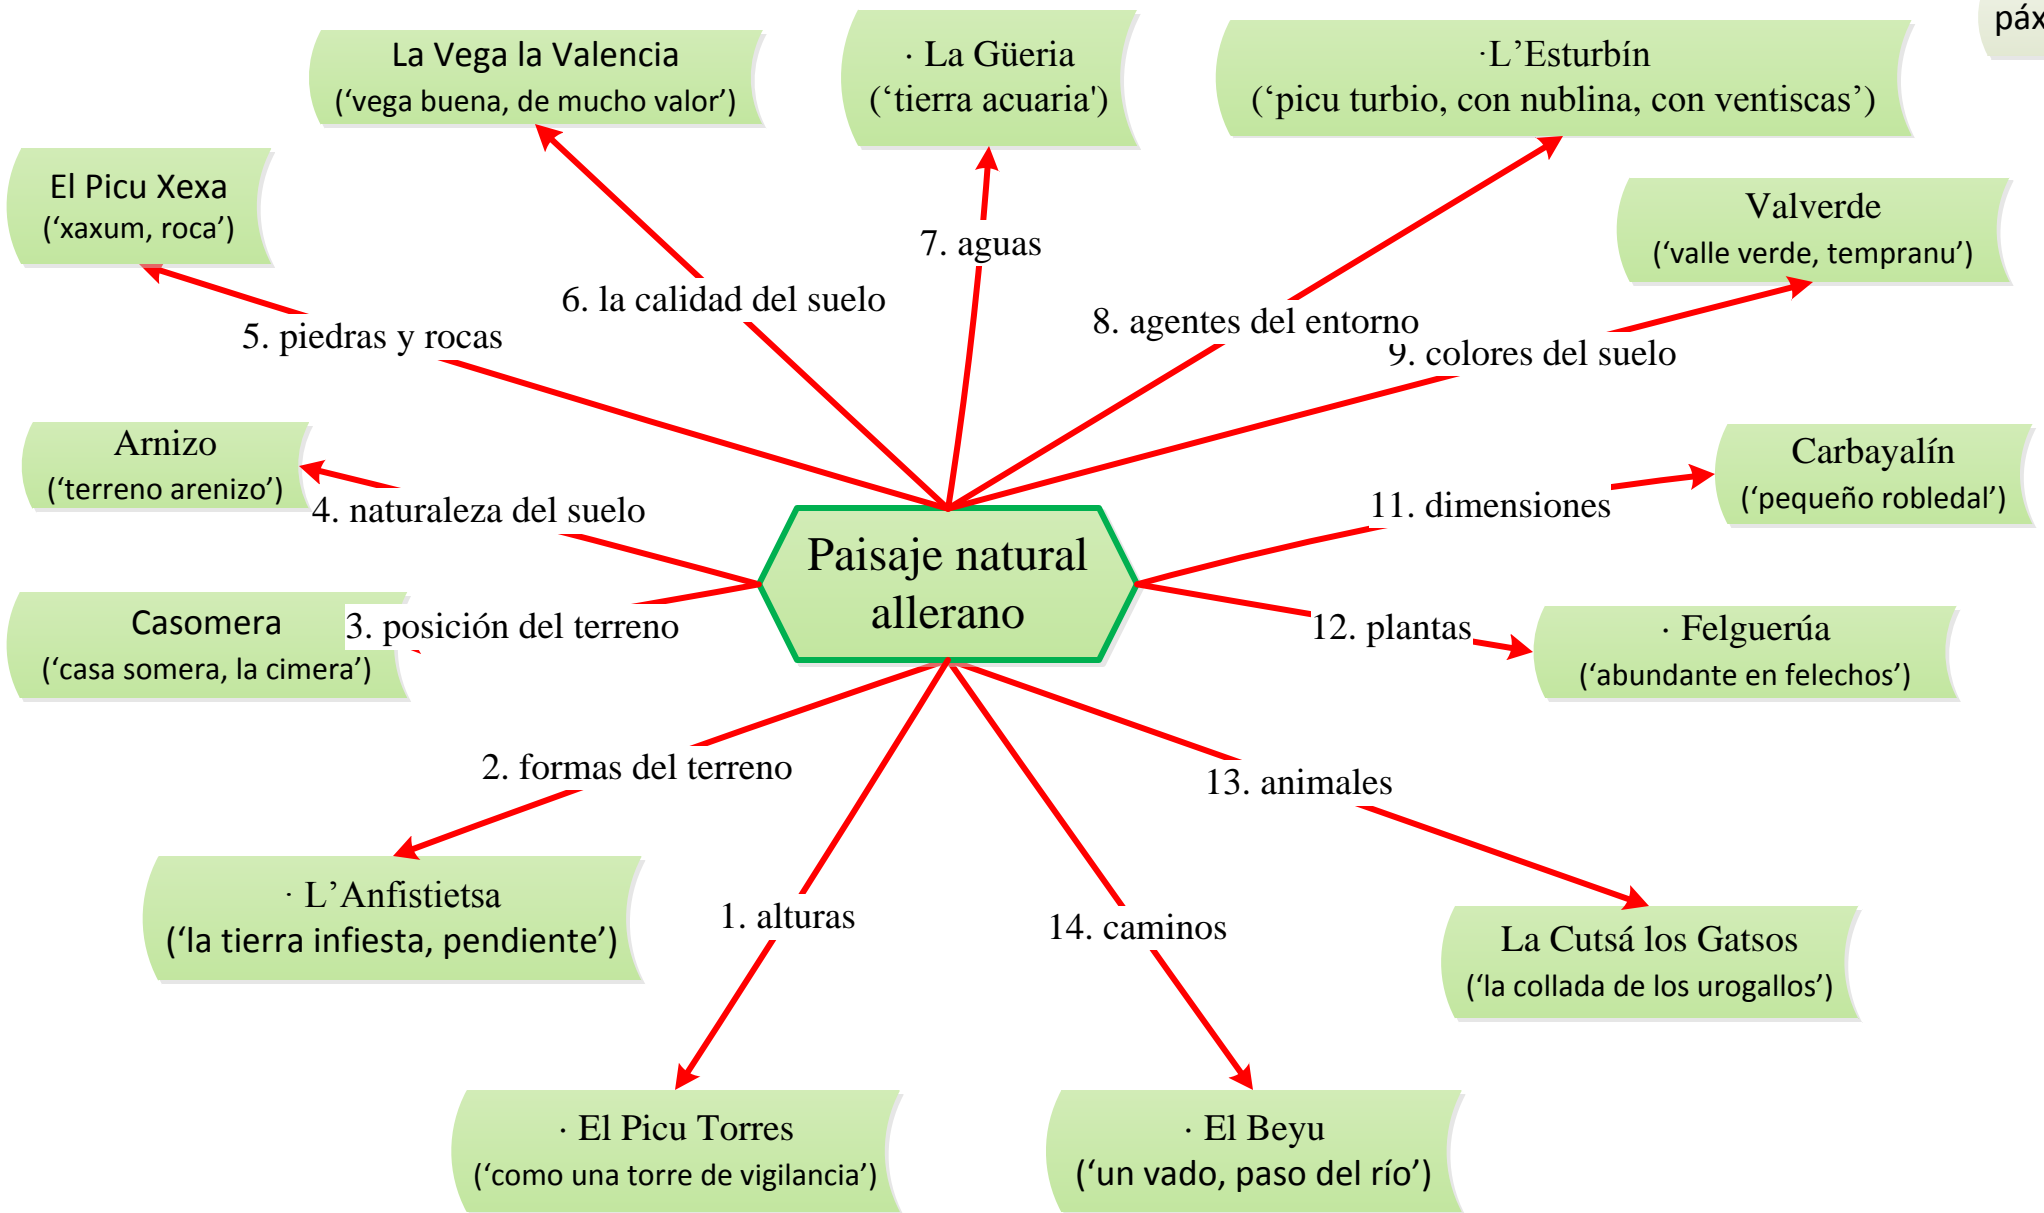 páx
La Vega la Valencia
(‘vega buena, de mucho valor’)
· La Güeria
(‘tierra acuaria')
·L’Esturbín
(‘picu turbio, con nublina, con ventiscas’)
El Picu Xexa
(‘xaxum, roca’)
Valverde
(‘valle verde, tempranu’)
7. aguas
6. la calidad del suelo
5. piedras y rocas
8. agentes del entorno
9. colores del suelo
Arnizo
(‘terreno arenizo’)
4. naturaleza del suelo
Carbayalín
(‘pequeño robledal’)
11. dimensiones
Paisaje natural
allerano
Casomera
(‘casa somera, la cimera’)
3. posición del terreno
12. plantas
· Felguerúa
(‘abundante en felechos’)
2. formas del terreno
13. animales
· L’Anfistietsa
(‘la tierra infiesta, pendiente’)
1. alturas
14. caminos
La Cutsá los Gatsos
(‘la collada de los urogallos’)
· El Picu Torres
(‘como una torre de vigilancia’)
· El Beyu
(‘un vado, paso del río’)